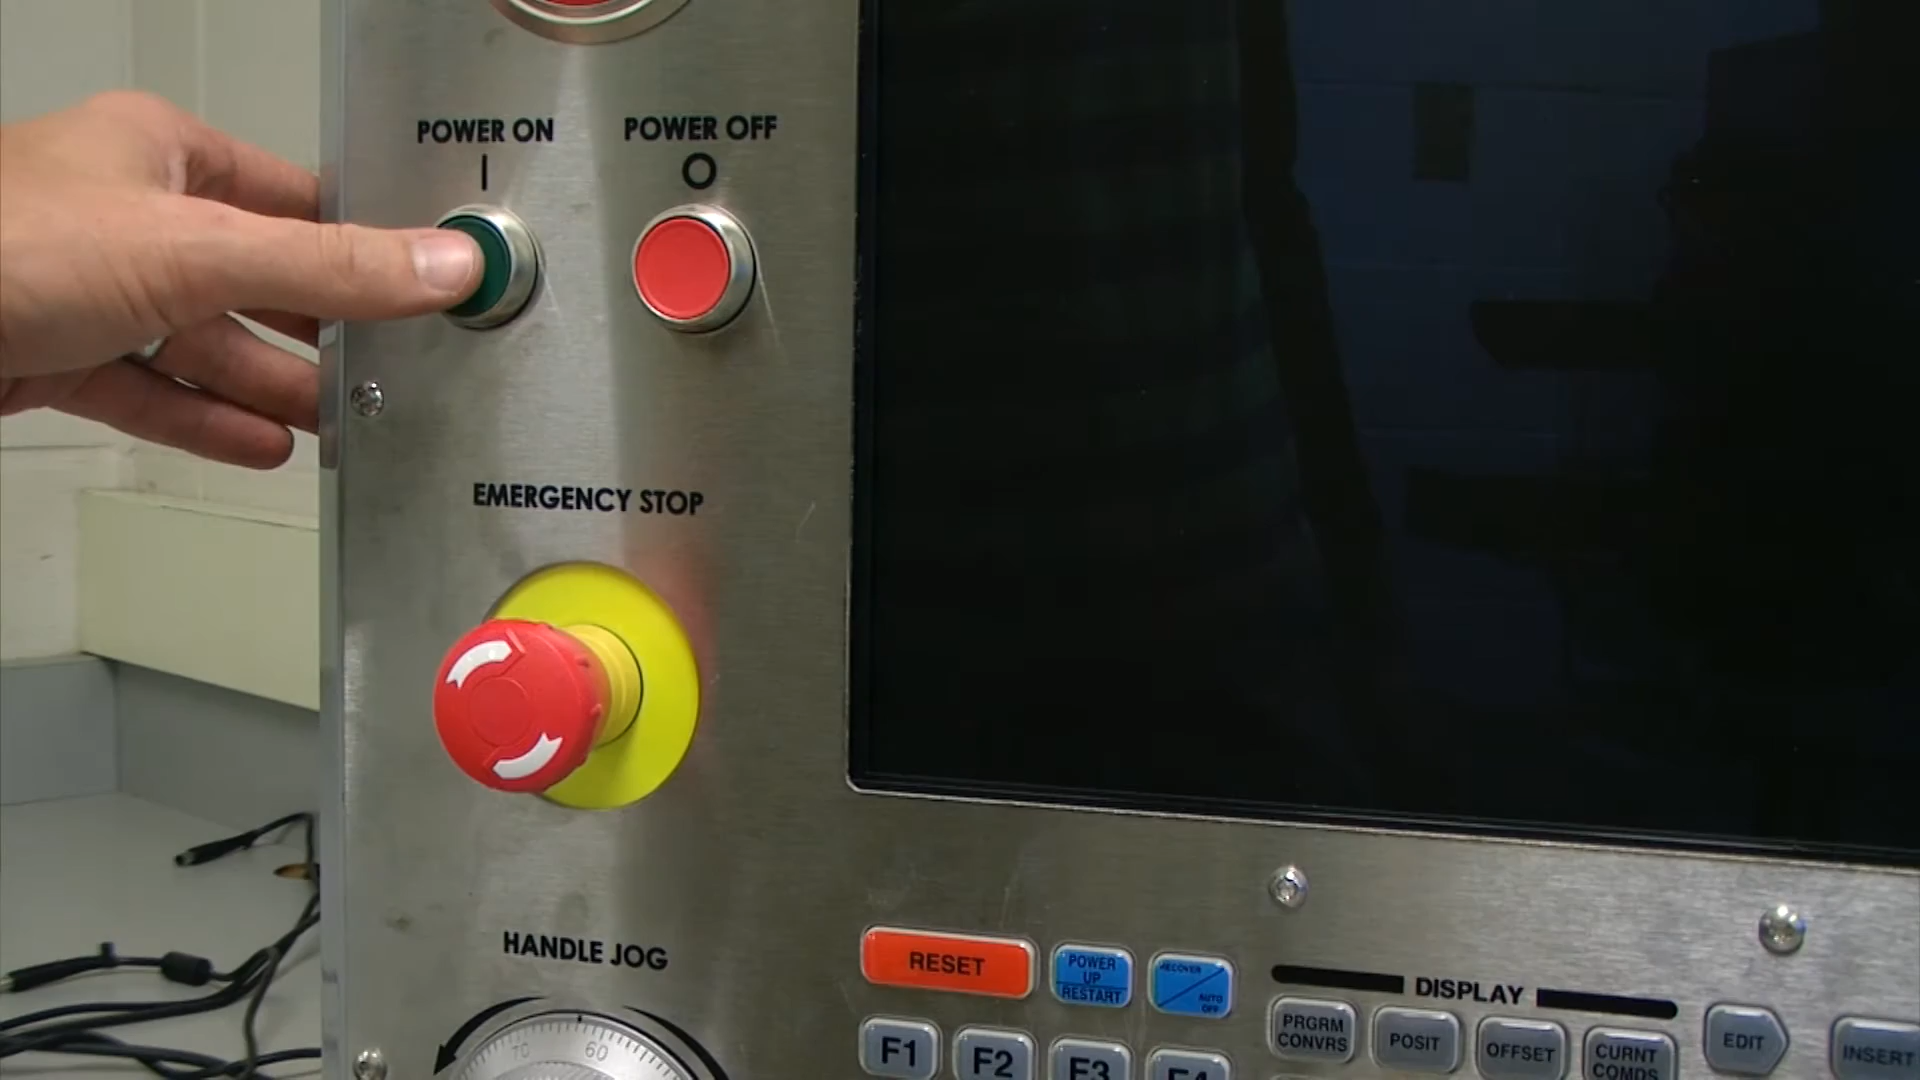 POWER ON
I
POWER OFF
O
EMERGENCY STOP
HANDLE JOG
70
60
RESET
POWER
UP
RESTART
RECOVER
AUTO
OFF
DISPLAY
F1
F2
F3
F4
PRGRM
CONVRS
POSIT
OFFSET
CURNT
COMDS
EDIT
INSERT